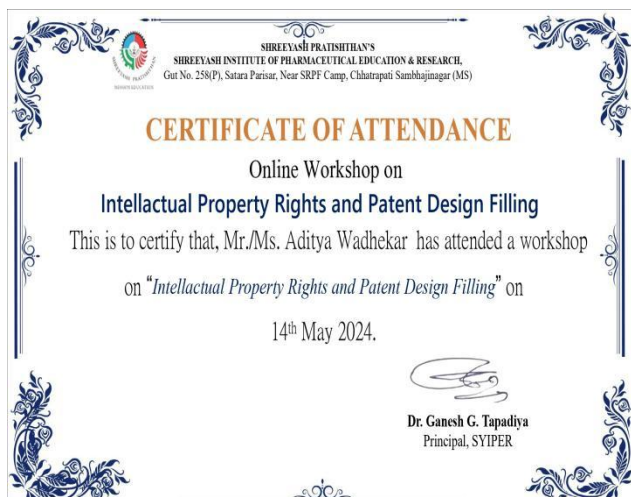 SHREEYASH PRATISHTHAN'S
SHREEYASH INSTITUTE OF PHARMACEUTICAL EDUCATION & RESEARCH,
Gut No. 258(P), Satara Parisar, Near SRPF Camp, Chhatrapati Sambhajinagar (MS)
CERTIFICATE OF ATTENDANCE
Online Workshop on
Intellactual Property Rights and Patent Design Filling
This is to certify that, Mr./Ms. Aditya Wadhekar has attended a workshop
on "Intellactual Property Rights and Patent Design Filling" on
14th May 2024.
Dr. Ganesh G. Tapadiya
Principal, SYIPER